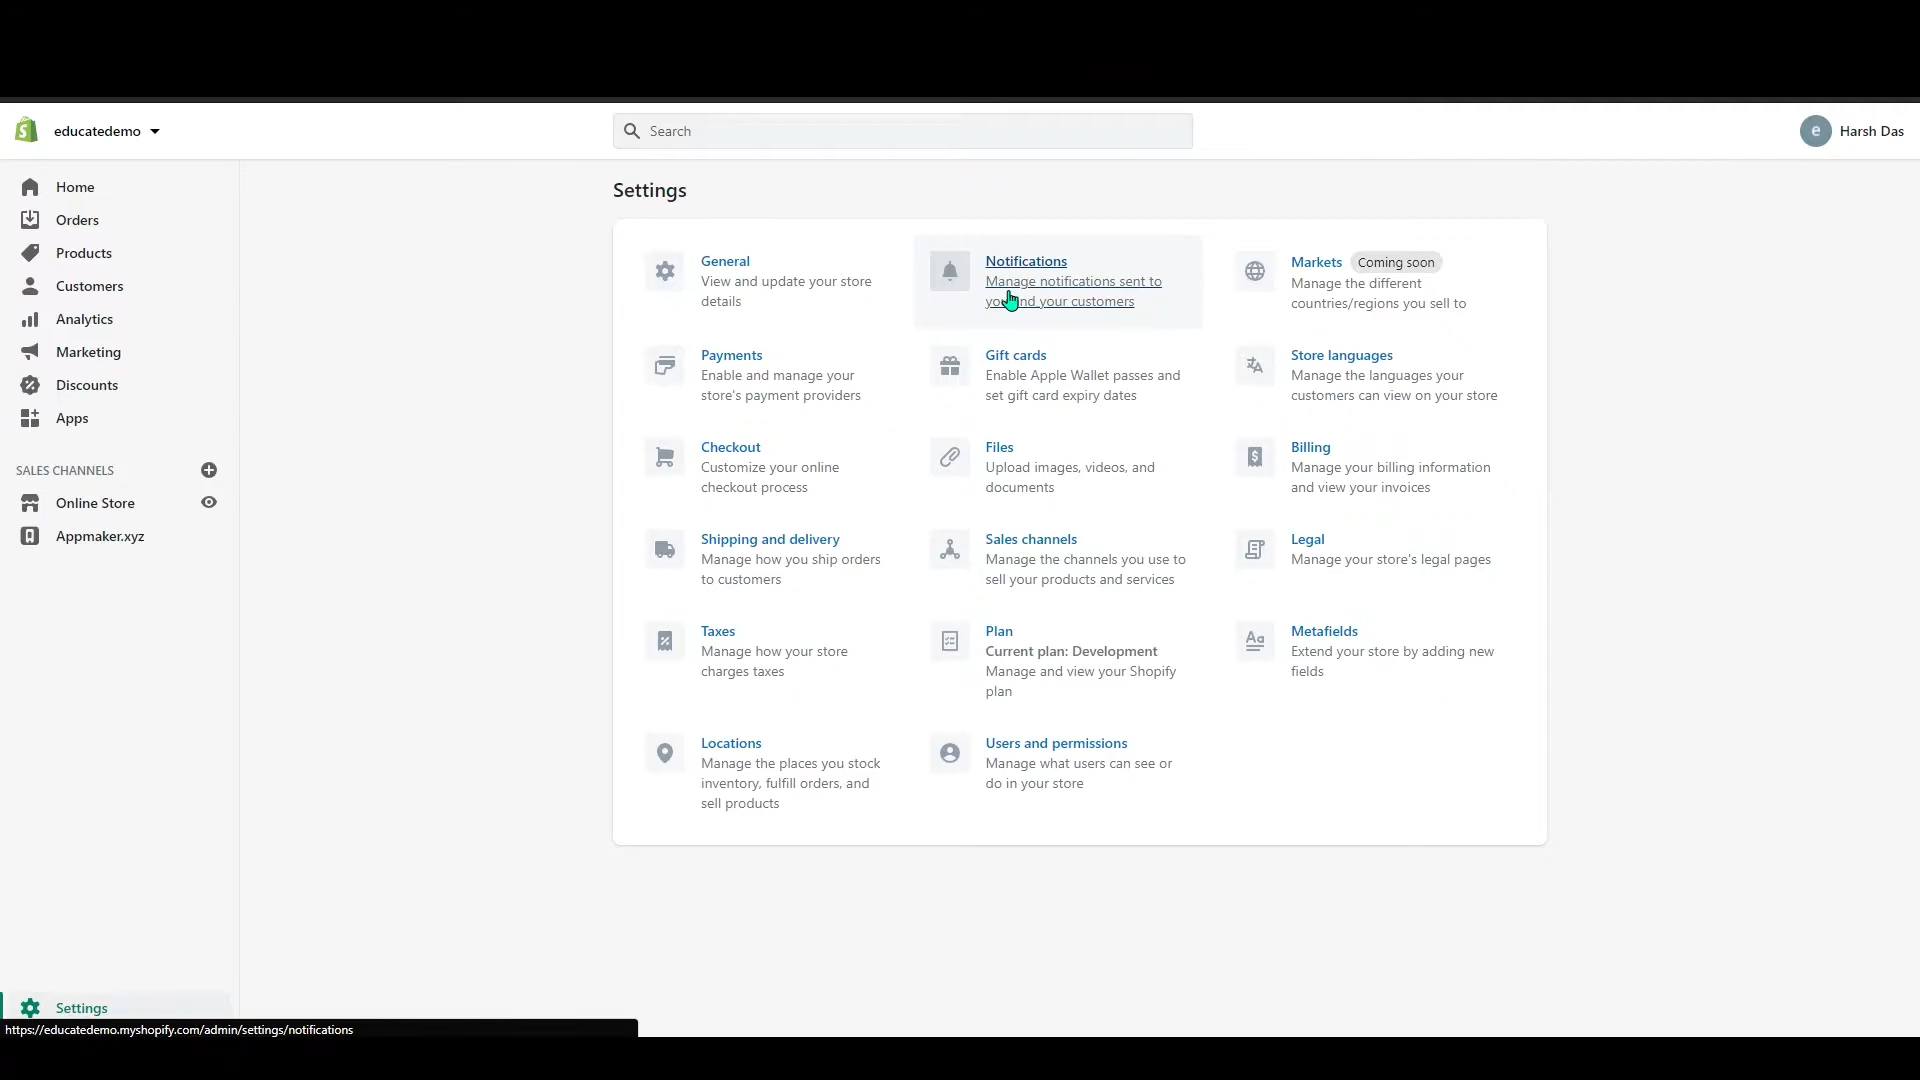 educatedemo
Search
e
Harsh Das
Home
Orders
Products
Customers
Analytics
Marketing
Discounts
Apps
SALES CHANNELS
Online Store
Appmaker.xyz
Settings
https://educatedemo.myshopify.com/admin/settings/notifications
Settings
General
View and update your store
details
Notifications
Manage notifications sent to
you and your customers
Markets Coming soon
Manage the different
countries/regions you sell to
Payments
Enable and manage your
store's payment providers
Gift cards
Enable Apple Wallet passes and
set gift card expiry dates
Store languages
Manage the languages your
customers can view on your store
Checkout
Customize your online
checkout process
Files
Upload images, videos, and
documents
Billing
Manage your billing information
and view your invoices
Shipping and delivery
Manage how you ship orders
to customers
Sales channels
Manage the channels you use to
sell your products and services
Legal
Manage your store's legal pages
Taxes
Manage how your store
charges taxes
Plan
Current plan: Development
Manage and view your Shopify
plan
Metafields
Extend your store by adding new
fields
Locations
Manage the places you stock
inventory, fulfill orders, and
sell products
Users and permissions
Manage what users can see or
do in your store